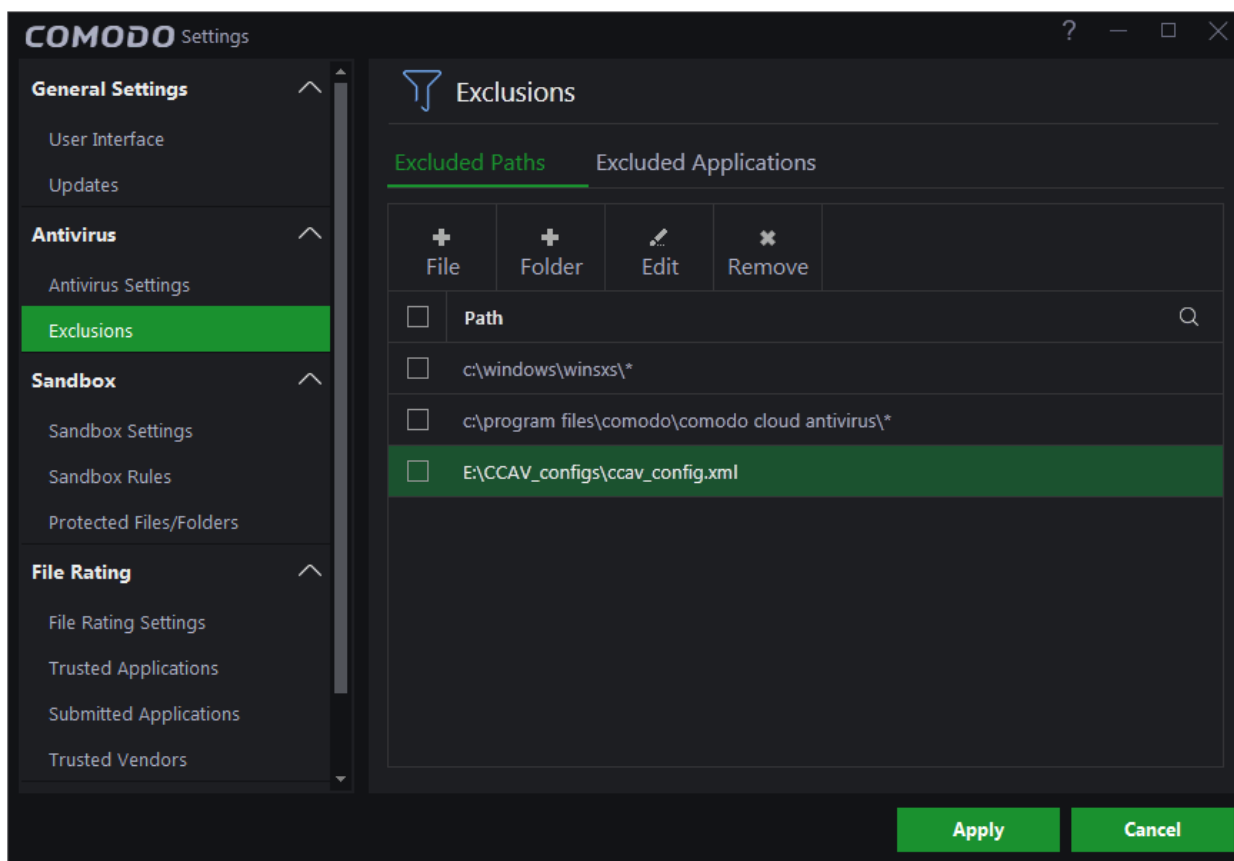 COMODO Settings
?
General Settings
User Interface
Updates
Antivirus
Antivirus Settings
Exclusions
Sandbox
Sandbox Settings
Sandbox Rules
Protected Files/Folders
File Rating
File Rating Settings
Trusted Applications
Submitted Applications
Trusted Vendors
Exclusions
Excluded Paths Excluded Applications
File Folder Edit Remove
Path
c:\windows\winsxs\*
c:\program files\comodo\comodo cloud antivirus\*
E:\CCAV_configs\ccav_config.xml
Apply Cancel